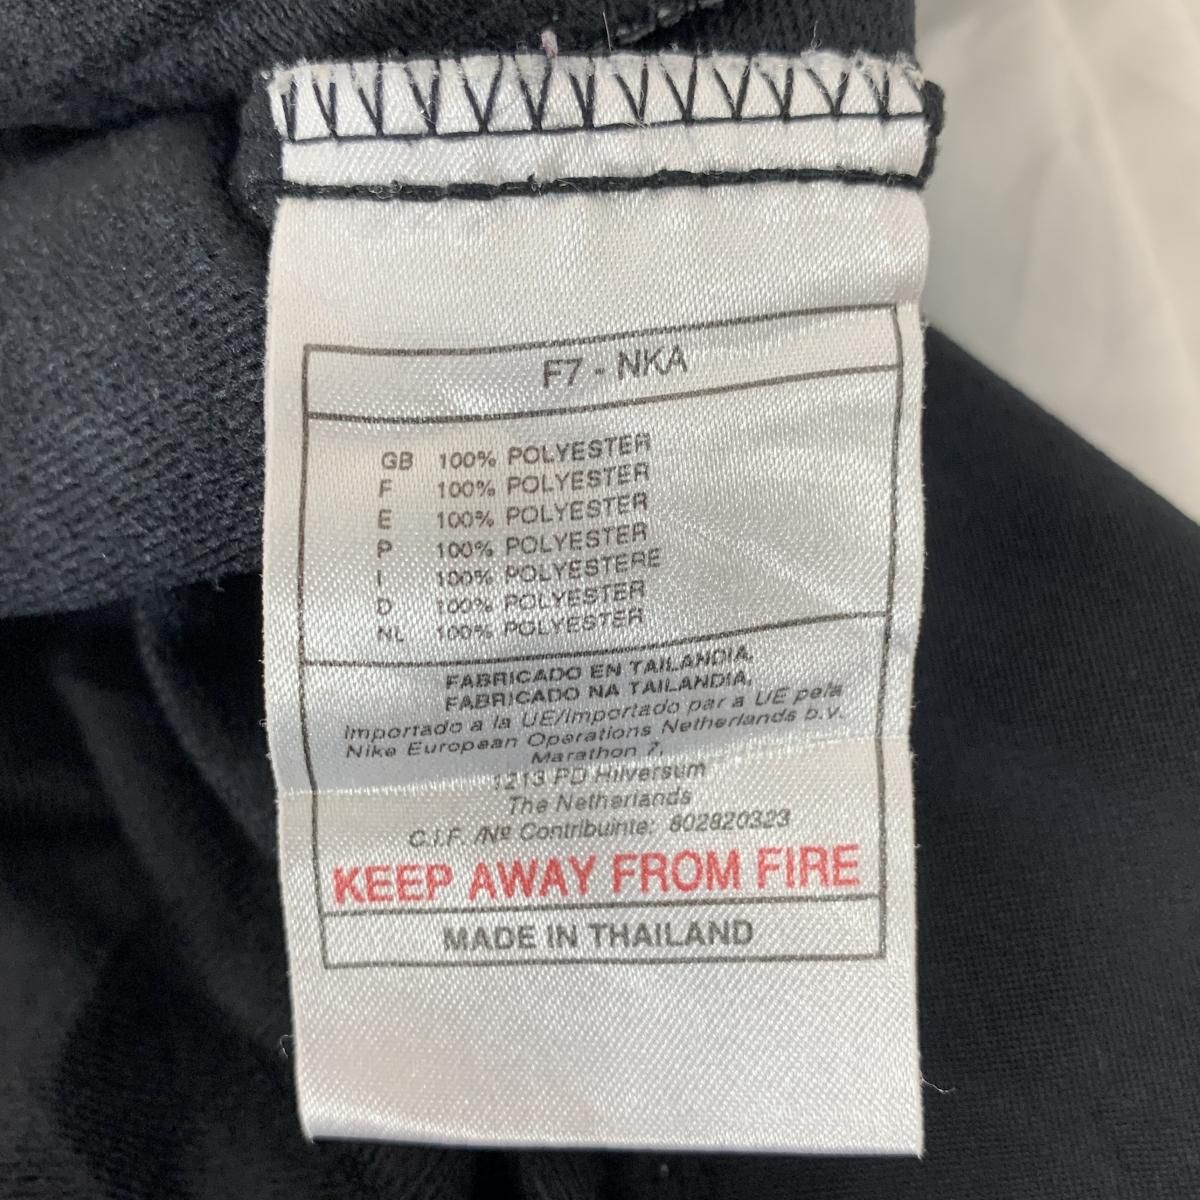 F7 - NKA
GB 100% POLYESTER
F 100% POLYESTER
E 100% POLYESTER
P 100% POLYESTER
I 100% POLYESTERE
D 100% POLYESTER
NL 100% POLYESTER
FABRICADO EN TAILANDIA.
FABRICADO NA TAILANDIA.
Importado a la UE/Importado par a UE pela
Nike European Operations Netherlands b.v.
Marathon 7,
1213 PD Hilversum
The Netherlands
C.I.F. /Nº Contribuinte: 802820323
KEEP AWAY FROM FIRE
MADE IN THAILAND